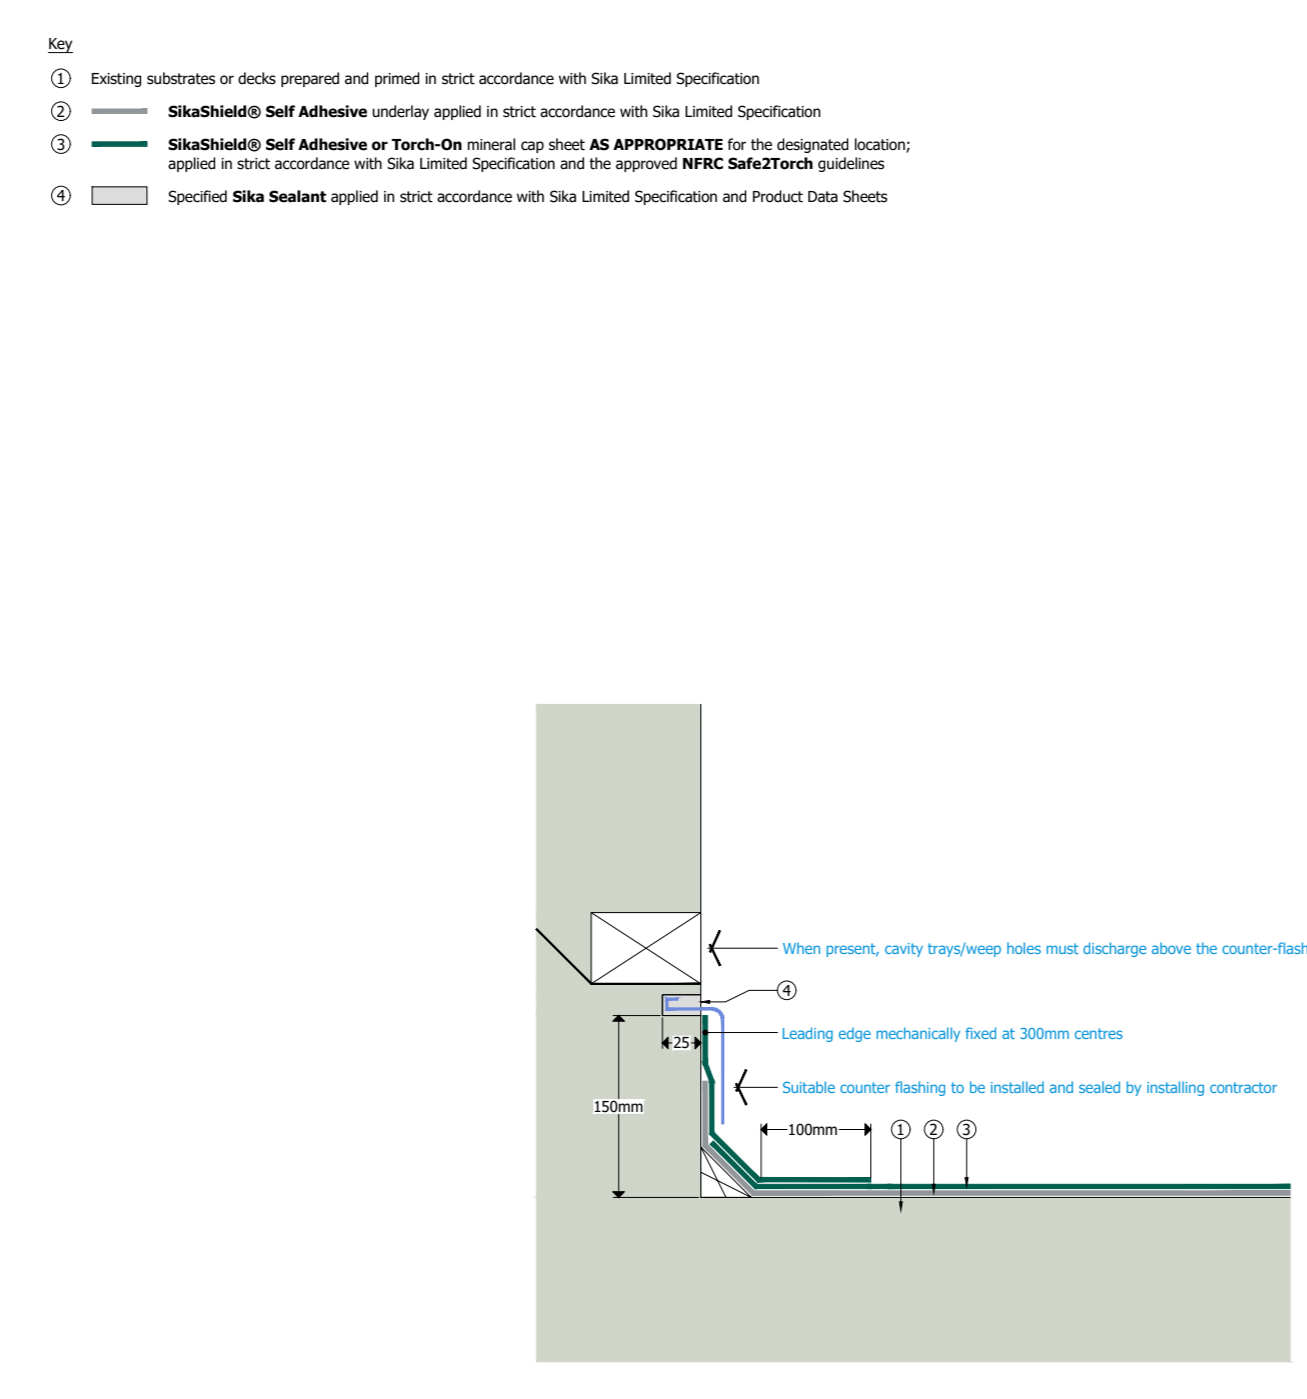 Key
1 Existing substrates or decks prepared and primed in strict accordance with Sika Limited Specification
2 SikaShield® Self Adhesive underlay applied in strict accordance with Sika Limited Specification
3 SikaShield® Self Adhesive or Torch-On mineral cap sheet AS APPROPRIATE for the designated location;
applied in strict accordance with Sika Limited Specification and the approved NFRC Safe2Torch guidelines
4 Specified Sika Sealant applied in strict accordance with Sika Limited Specification and Product Data Sheets
When present, cavity trays/weep holes must discharge above the counter-flash
4
Leading edge mechanically fixed at 300mm centres
25
Suitable counter flashing to be installed and sealed by installing contractor
150mm
100mm 1 2 3